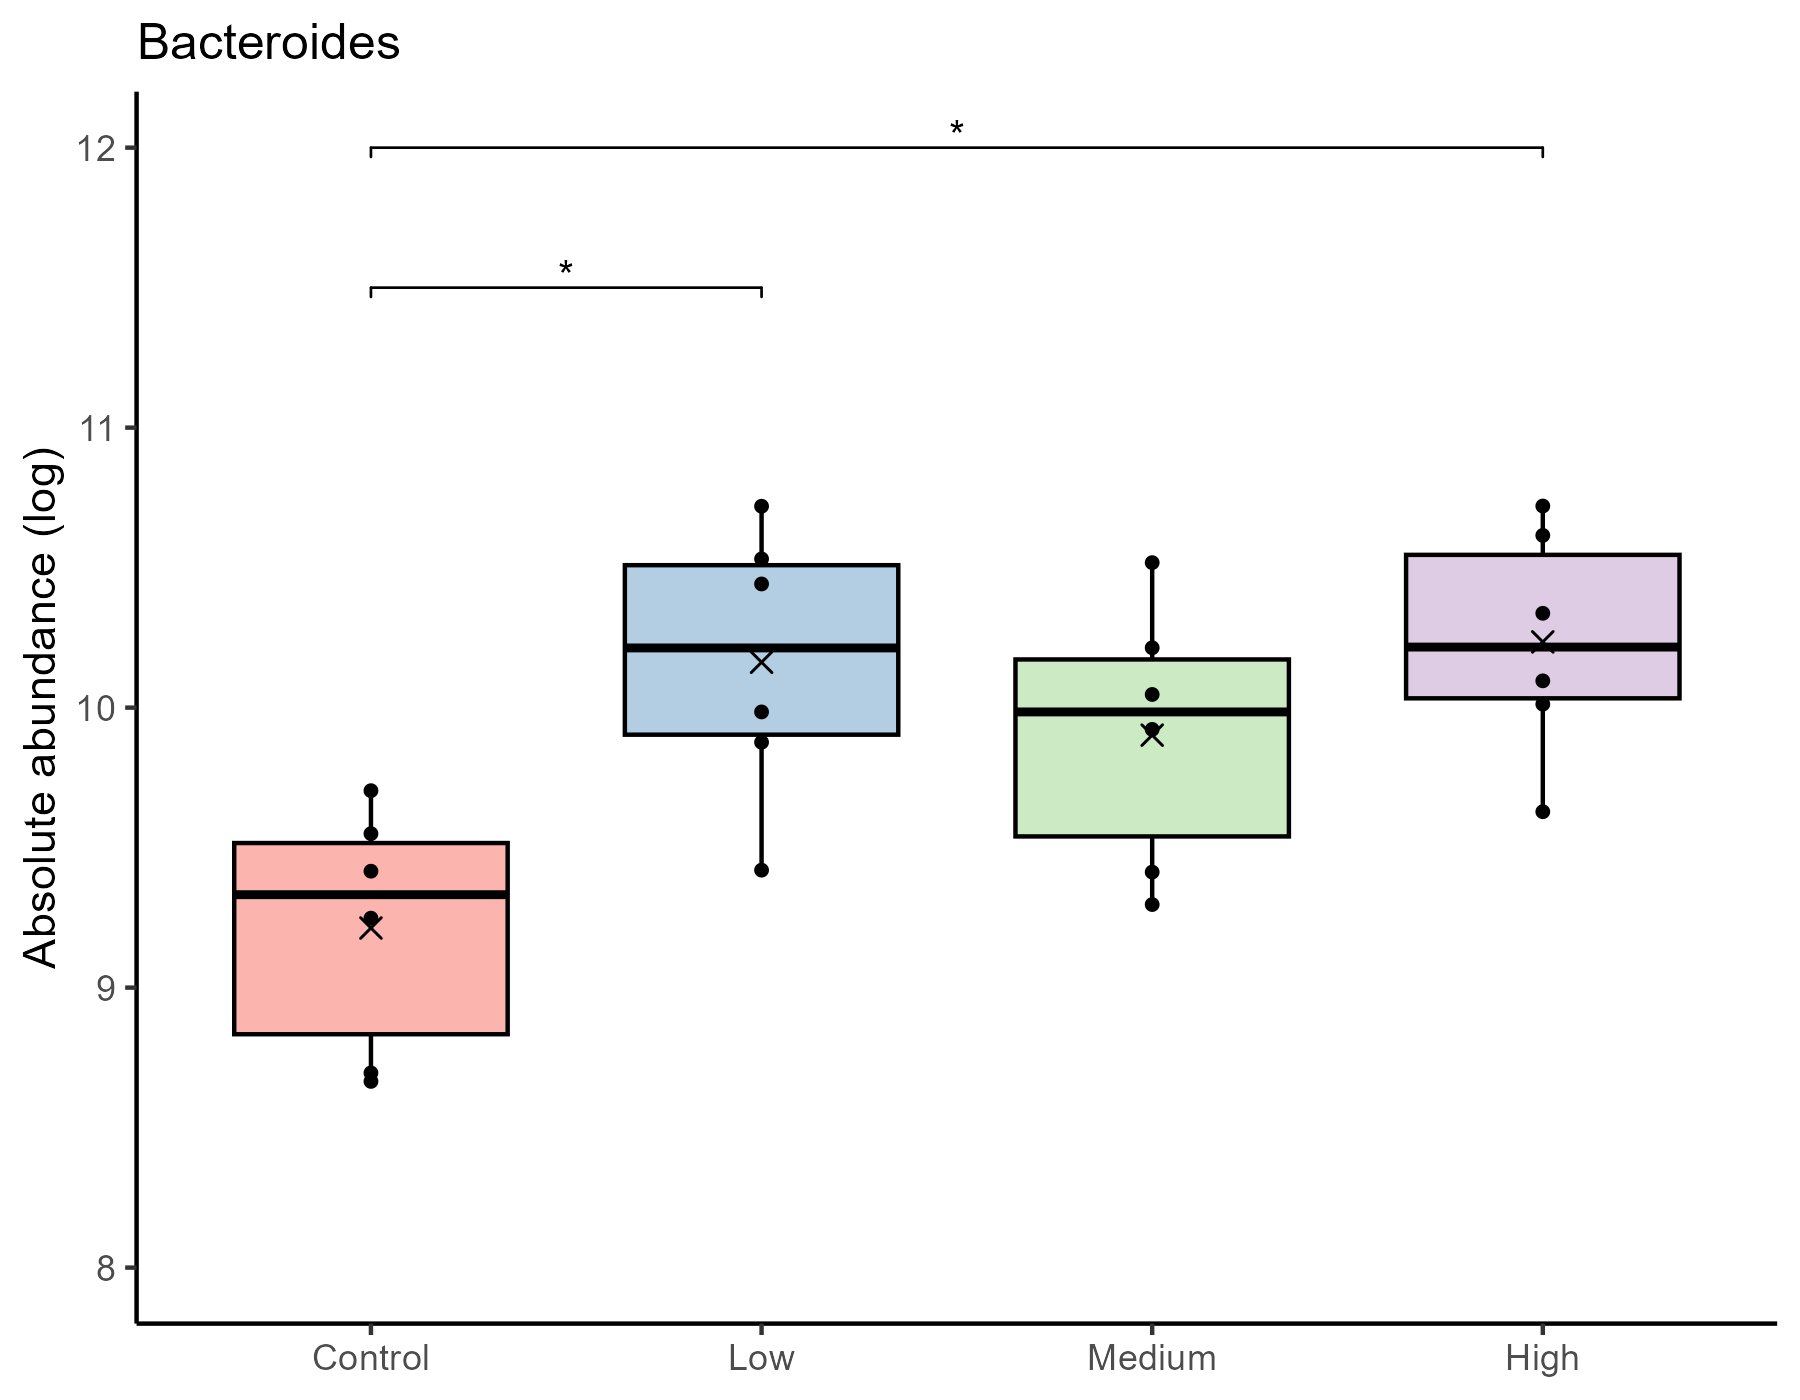 Bacteroides
Absolute abundance (log)
12
11
10
9
8
*
*
Control
Low
Medium
High